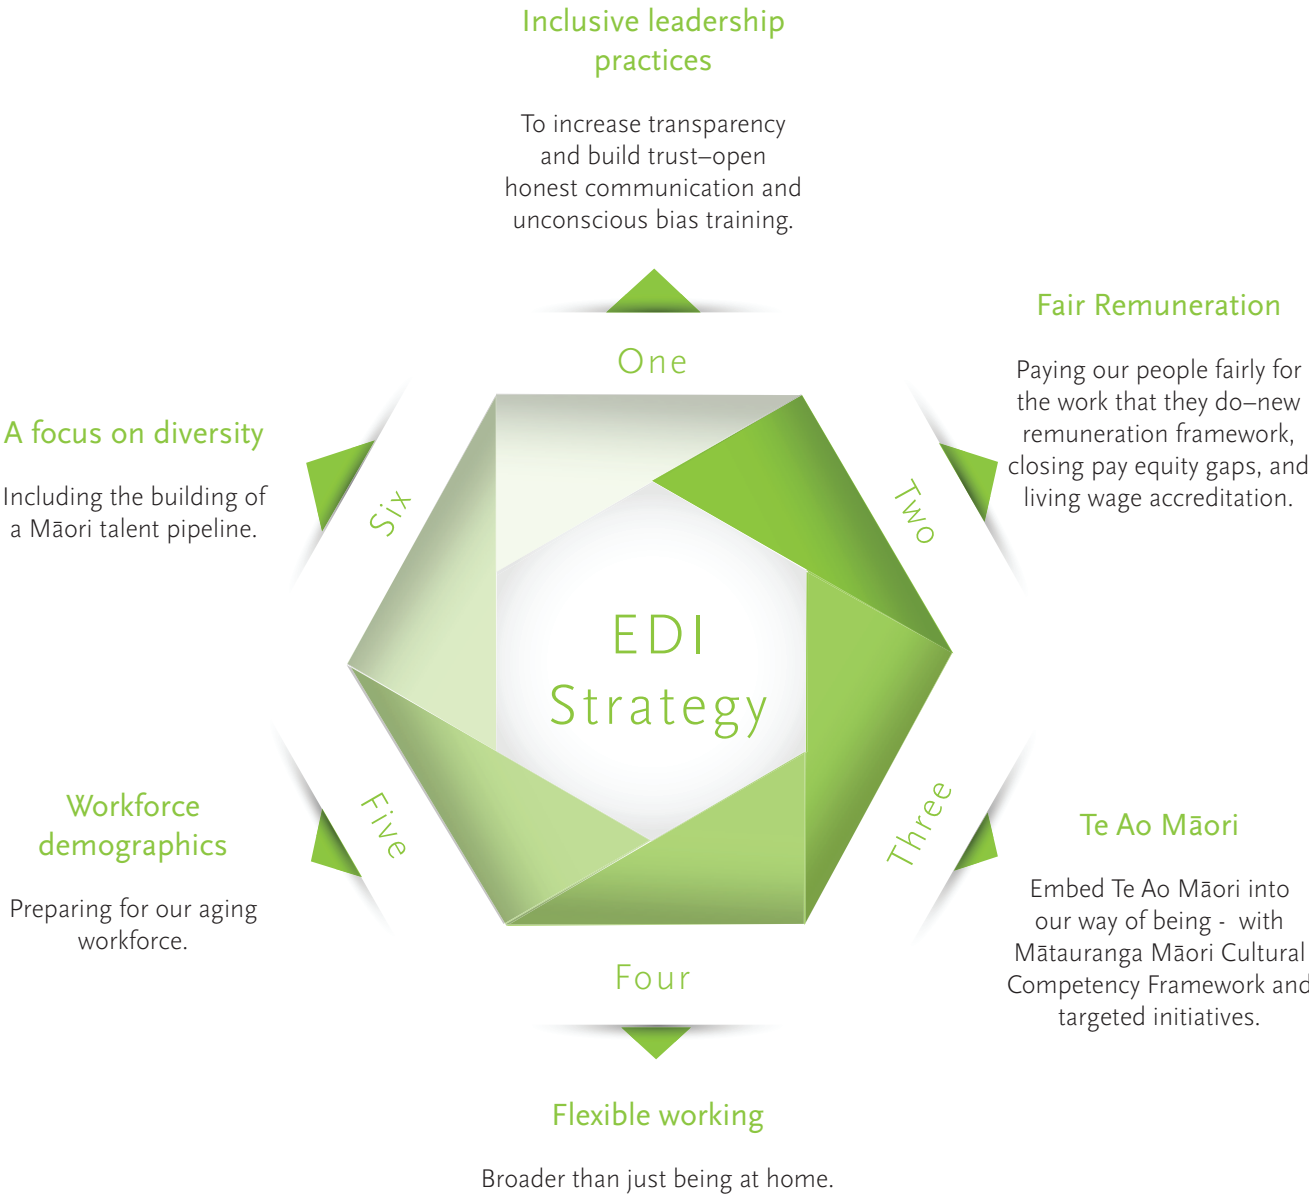 Inclusive leadership
practices
To increase transparency
and build trust–open
honest communication and
unconscious bias training.
One
Fair Remuneration
Paying our people fairly for
the work that they do–new
remuneration framework,
closing pay equity gaps, and
living wage accreditation.
Two
Te Ao Māori
Embed Te Ao Māori into
our way of being - with
Mātauranga Māori Cultural
Competency Framework and
targeted initiatives.
Three
Four
Flexible working
Broader than just being at home.
Five
Workforce
demographics
Preparing for our aging
workforce.
Six
A focus on diversity
Including the building of
a Māori talent pipeline.
EDI
Strategy